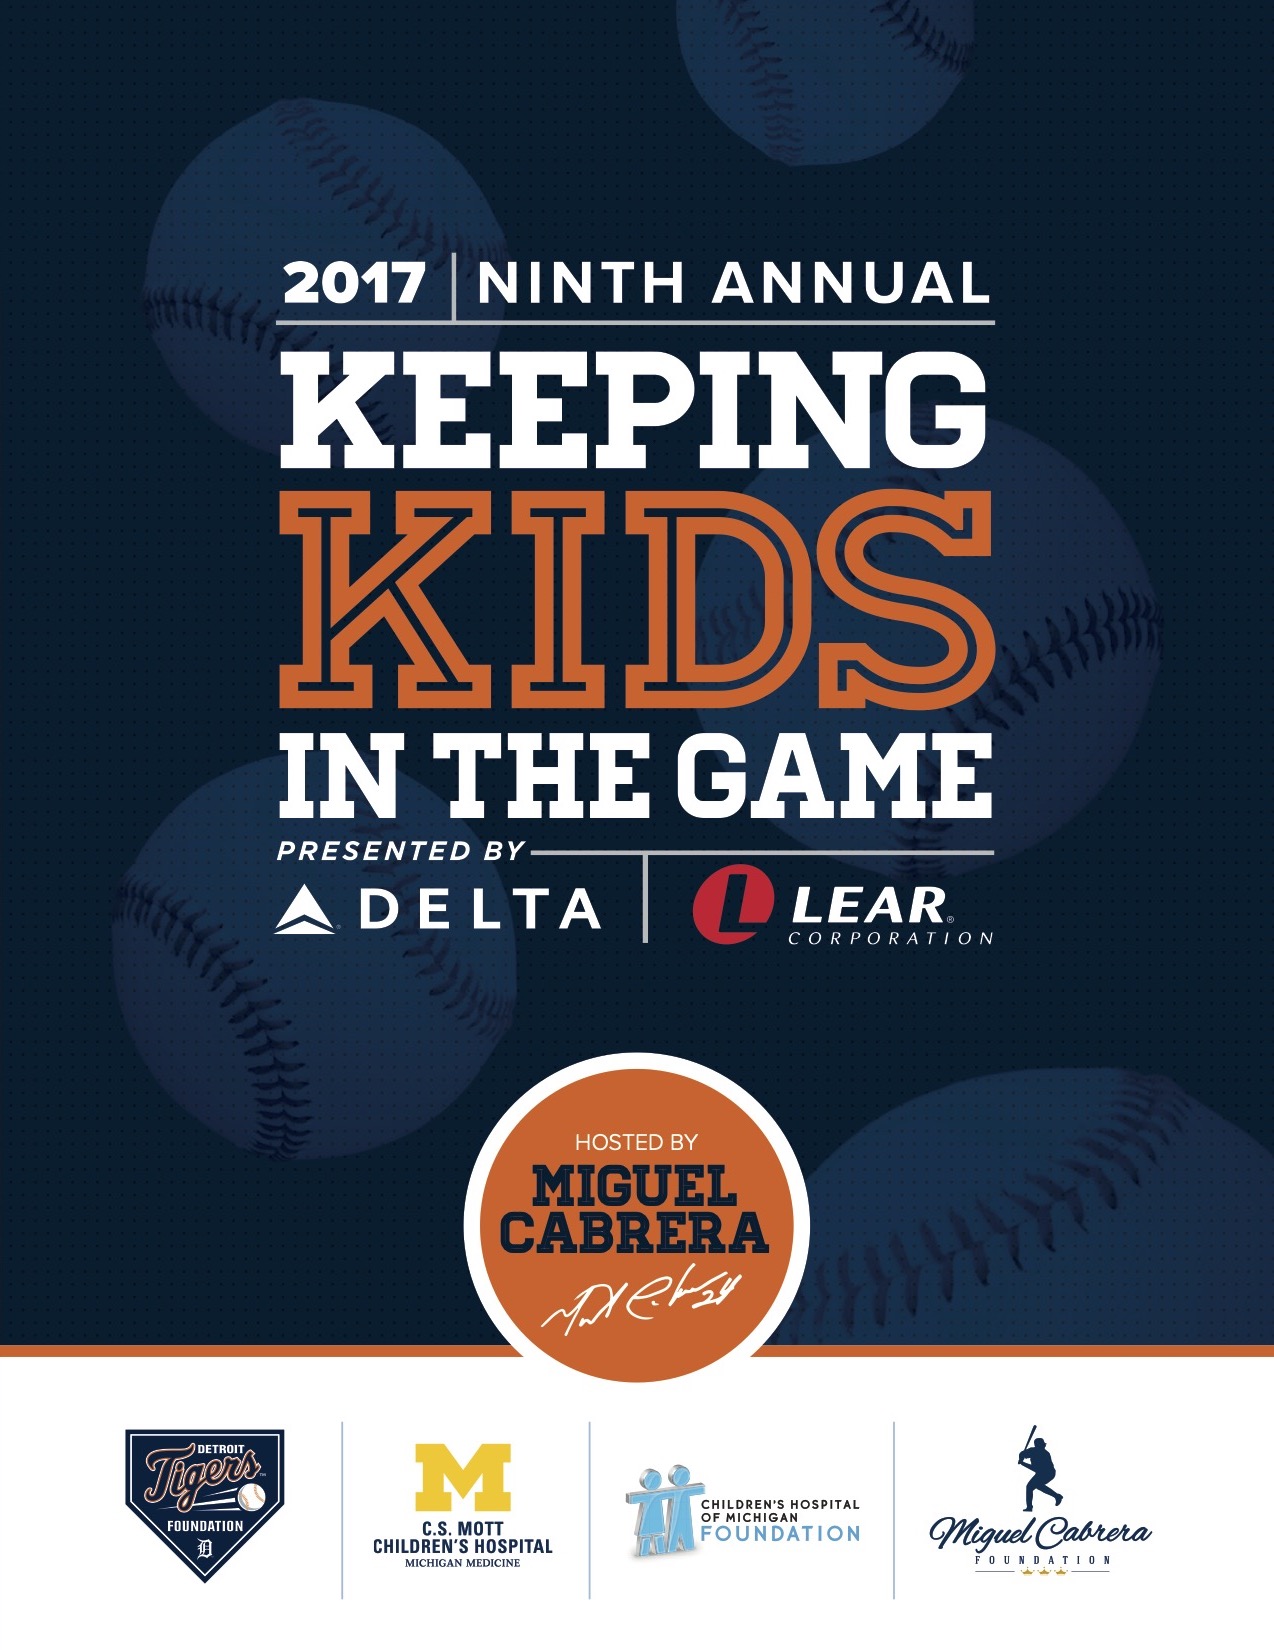 2017 NINTH ANNUAL
KEEPING
KIDS
IN THE GAME
PRESENTED BY
DELTA
LEAR
CORPORATION
HOSTED BY
MIGUEL
CABRERA
DETROIT
Tigers
FOUNDATION
D
M
C.S. MOTT
CHILDREN'S HOSPITAL
MICHIGAN MEDICINE
CHILDREN'S HOSPITAL
OF MICHIGAN
FOUNDATION
Miguel Cabrera
FOUNDATION